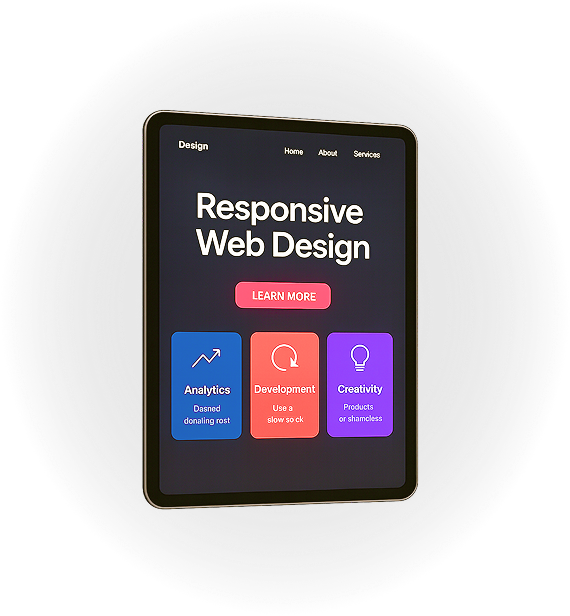 Design
Home About Services
Responsive
Web Design
LEARN MORE
Analytics
Dasned
donaling rost
Development
Use a
slow so ck
Creativity
Products
or shamcless